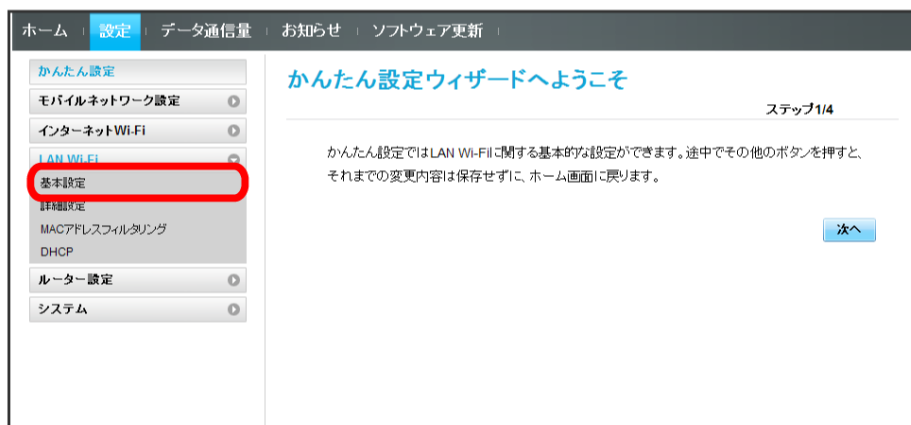 ホーム 設定 データ通信量 お知らせ ソフトウェア更新
かんたん設定
モバイルネットワーク設定
インターネットWi-Fi
LAN Wi-Fi
基本設定
詳細設定
MACアドレスフィルタリング
DHCP
ルーター設定
システム
かんたん設定ウィザードへようこそ
ステップ1/4
かんたん設定ではLAN Wi-Fiに関する基本的な設定ができます。途中でその他のボタンを押すと、
それまでの変更内容は保存せずに、ホーム画面に戻ります。
次へ